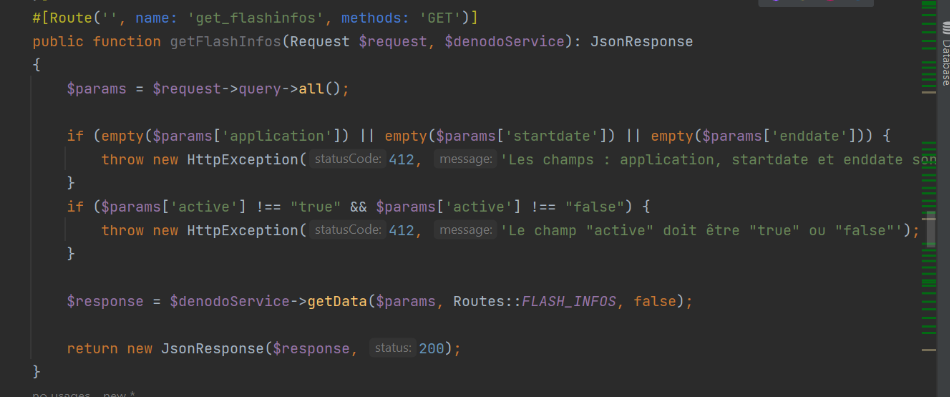 #[Route('', name: 'get_flashinfos', methods: 'GET')]
public function getFlashInfos(Request $request, $denodoService): JsonResponse
{
$params = $request->query->all();
if (empty($params['application']) || empty($params['startdate']) || empty($params['enddate'])) {
throw new HttpException( statusCode: 412, message: 'Les champs : application, startdate et enddate son
}
if ($params['active'] !== "true" && $params['active'] !== "false") {
throw new HttpException( statusCode: 412, message: 'Le champ "active" doit être "true" ou "false"');
}
$response = $denodoService->getData($params, Routes::FLASH_INFOS, false);
return new JsonResponse($response, status: 200);
}
no usages new *
Database